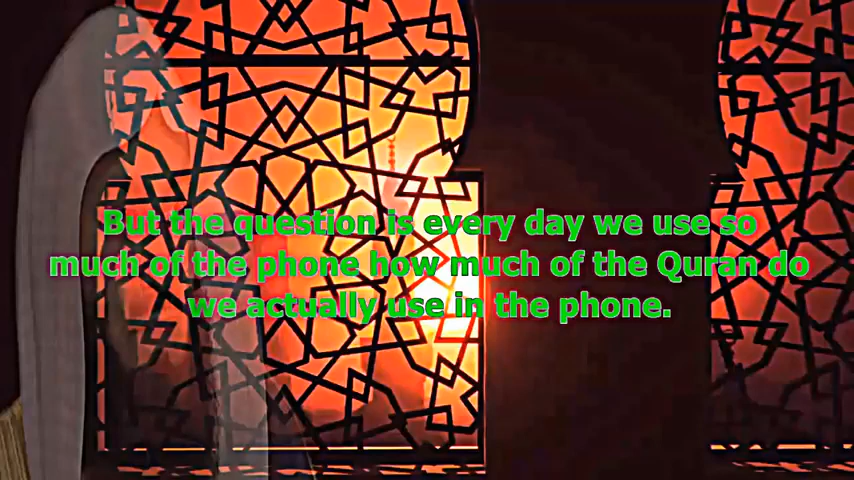 But the question is every day we use so
much of the phone how much of the Quran do
we actually use in the phone.